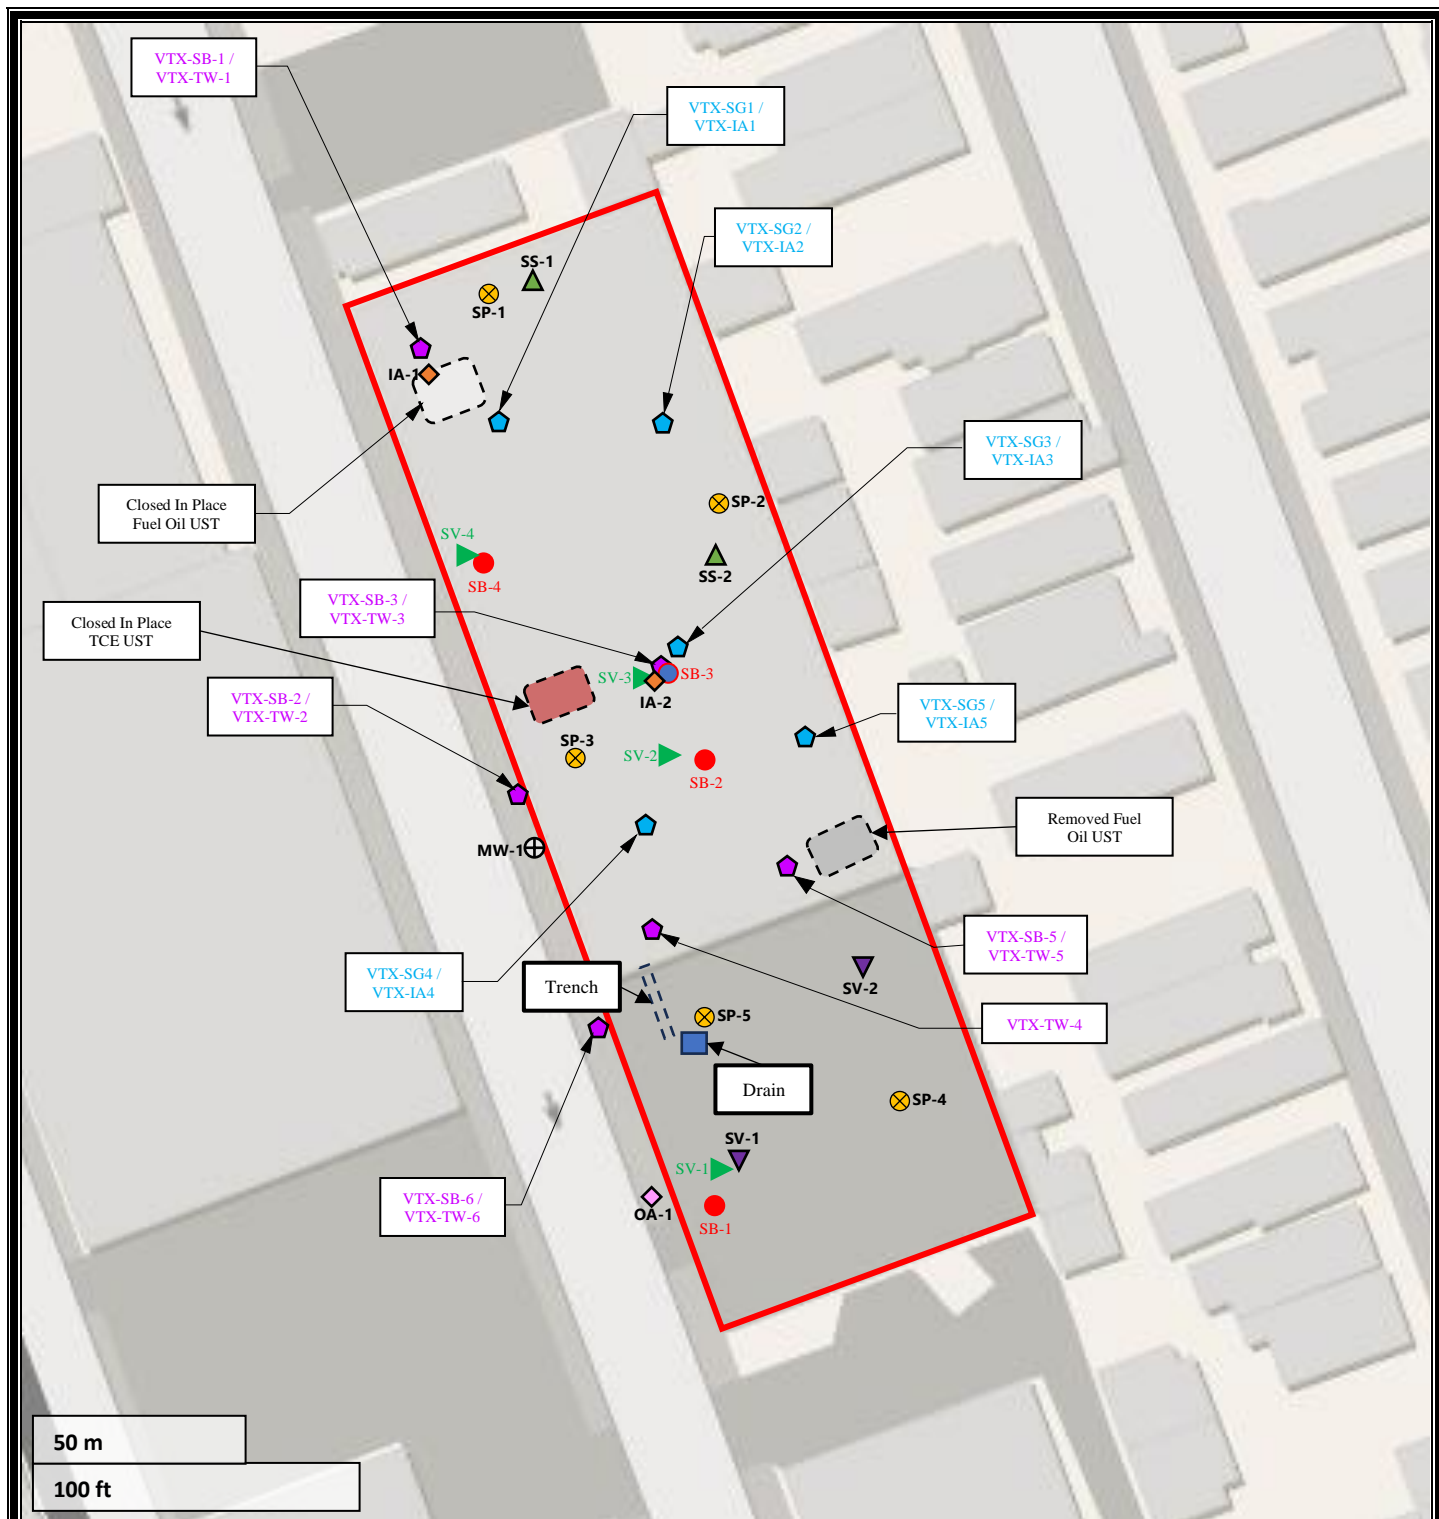 VTX-SB-1 /
VTX-TW-1
VTX-SG1 /
VTX-IA1
VTX-SG2 /
VTX-IA2
SS-1
SP-1
IA-1
VTX-SG3 /
VTX-IA3
Closed In Place
Fuel Oil UST
SP-2
SV-4
SS-2
SB-4
VTX-SB-3 /
VTX-TW-3
Closed In Place
TCE UST
SV-3
SB-3
IA-2
VTX-SB-2 /
VTX-TW-2
VTX-SG5 /
VTX-IA5
SP-3
SV-2
SB-2
Removed Fuel
Oil UST
MW-1
VTX-SB-5 /
VTX-TW-5
VTX-SG4 /
VTX-IA4
Trench
SV-2
SP-5
VTX-TW-4
Drain
SP-4
SV-1
SV-1
VTX-SB-6 /
VTX-TW-6
OA-1
SB-1
50 m
100 ft